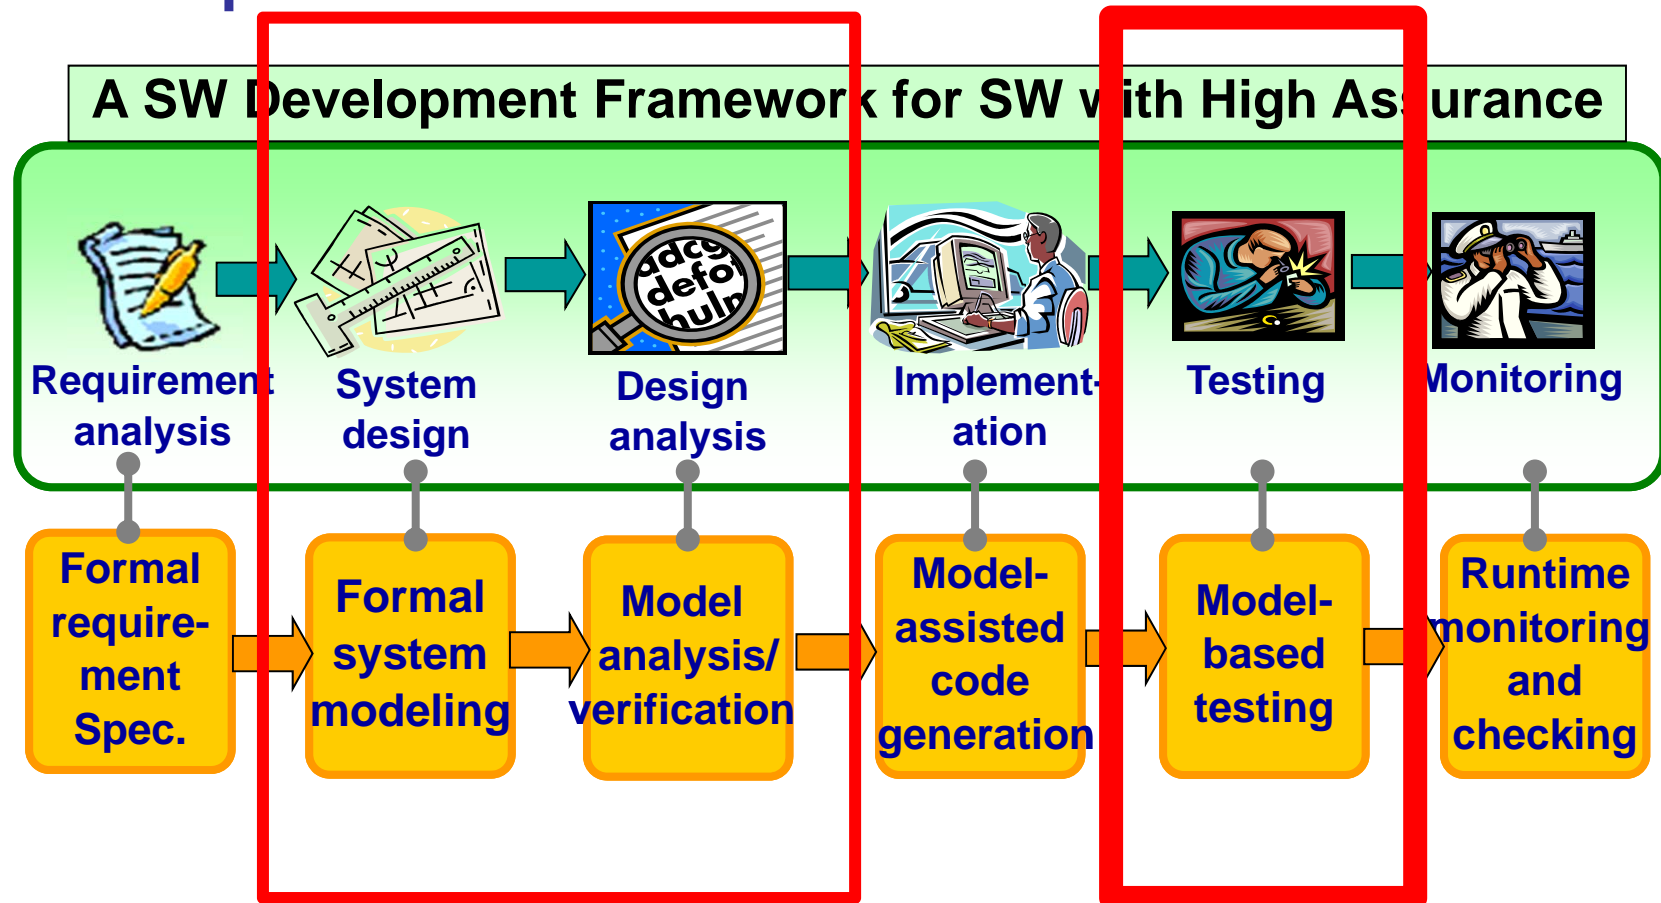 A SW Development Framework for SW with High Assurance
Requirement
analysis
System
design
Design
analysis
Implement-
ation
Testing
Monitoring
Formal
require-
ment
Spec.
Formal
system
modeling
Model
analysis/
verification
Model-
assisted
code
generation
Model-
based
testing
Runtime
monitoring
and
checking